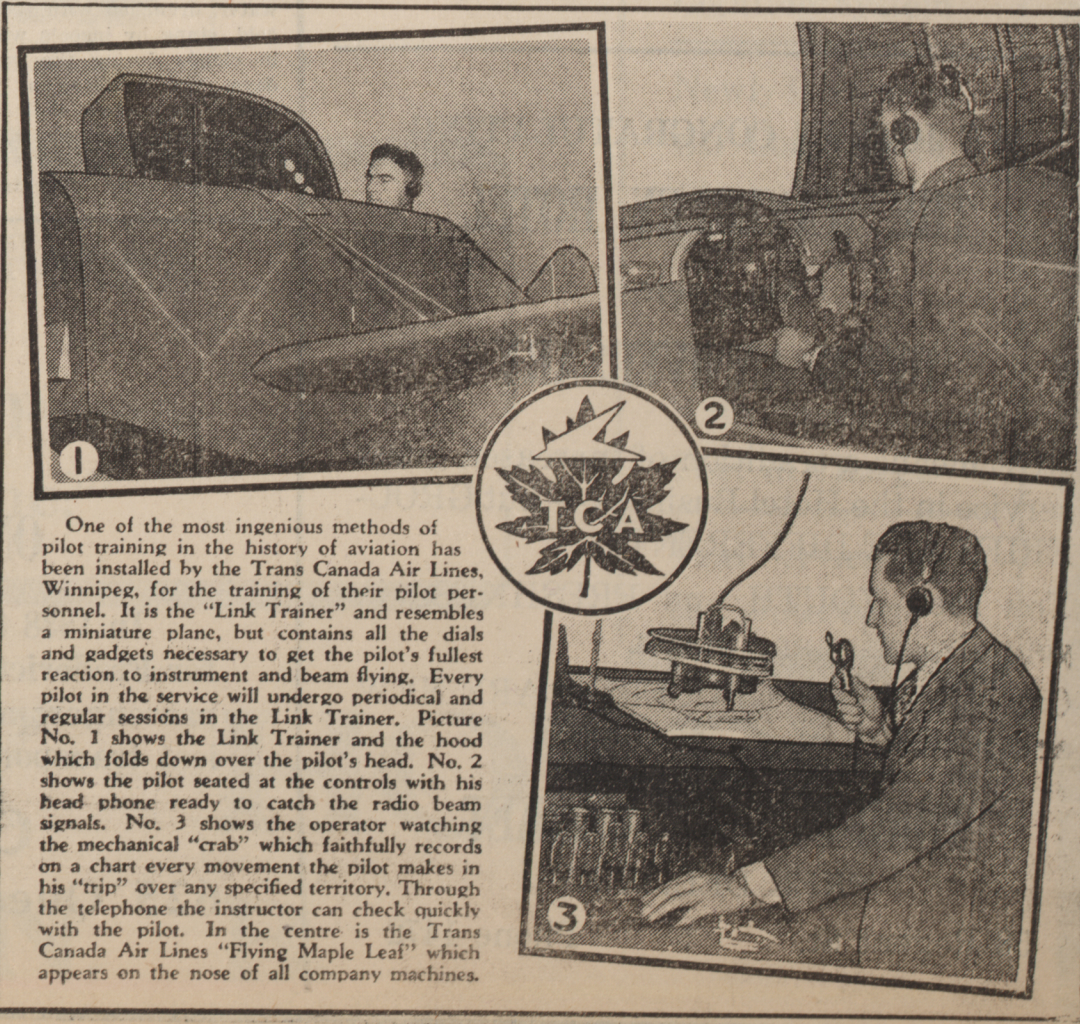 1
2
TCA
One of the most ingenious methods of
pilot training in the history of aviation has
been installed by the Trans Canada Air Lines,
Winnipeg, for the training of their pilot per-
sonnel. It is the "Link Trainer" and resembles
a miniature plane, but contains all the dials
and gadgets necessary to get the pilot's fullest
reaction to instrument and beam flying. Every
pilot in the service will undergo periodical and
regular sessions in the Link Trainer. Picture
No. 1 shows the Link Trainer and the hood
which folds down over the pilot's head. No. 2
shows the pilot seated at the controls with his
head phone ready to catch the radio beam
signals. No. 3 shows the operator watching
the mechanical "crab" which faithfully records
on a chart every movement the pilot makes in
his "trip" over any specified territory. Through
the telephone the instructor can check quickly
with the pilot. In the centre is the Trans
Canada Air Lines "Flying Maple Leaf" which
appears on the nose of all company machines.
3